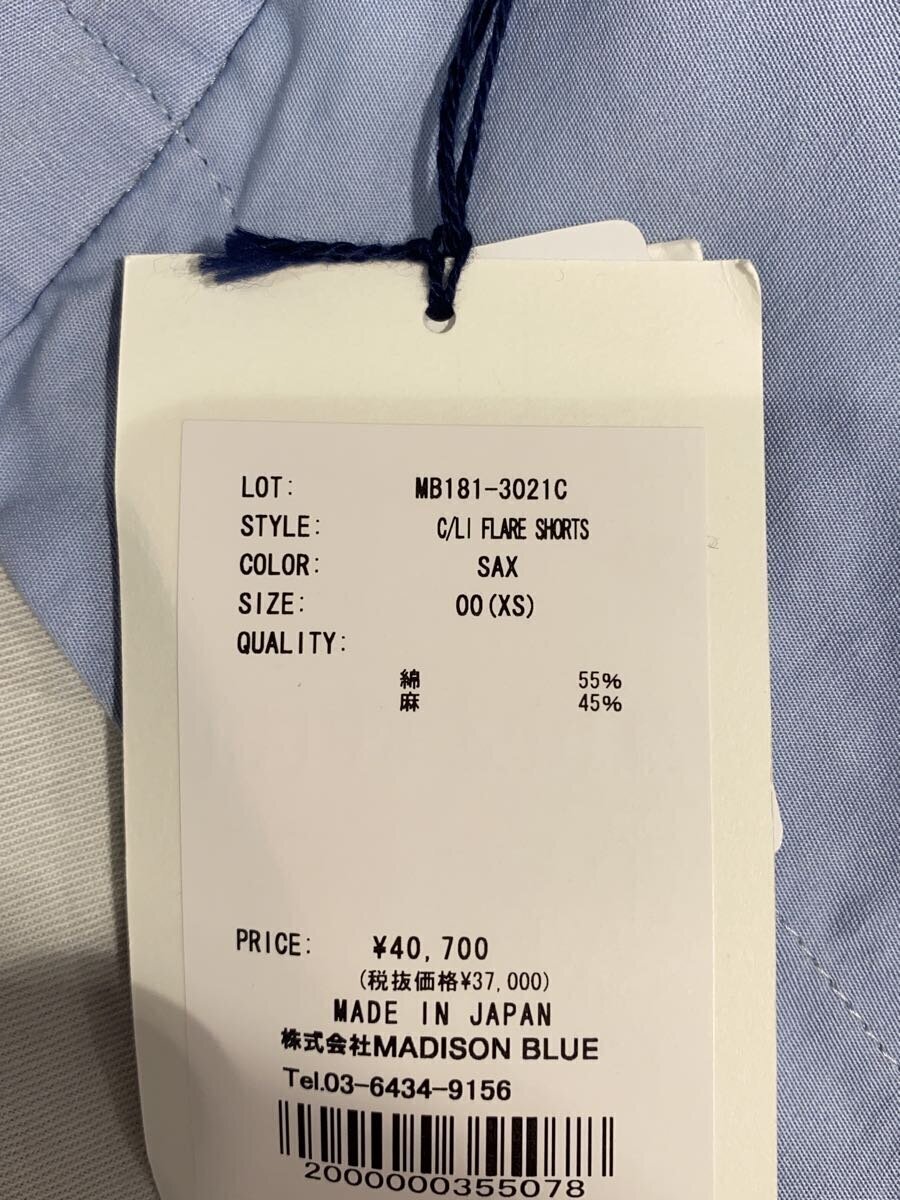 LOT: MB181-3021C
STYLE: C/LI FLARE SHORTS
COLOR: SAX
SIZE: 00(XS)
QUALITY:
綿 55%
麻 45%
PRICE: ¥40,700
(税抜価格¥37,000)
MADE IN JAPAN
株式会社MADISON BLUE
Tel.03-6434-9156
2000000355078